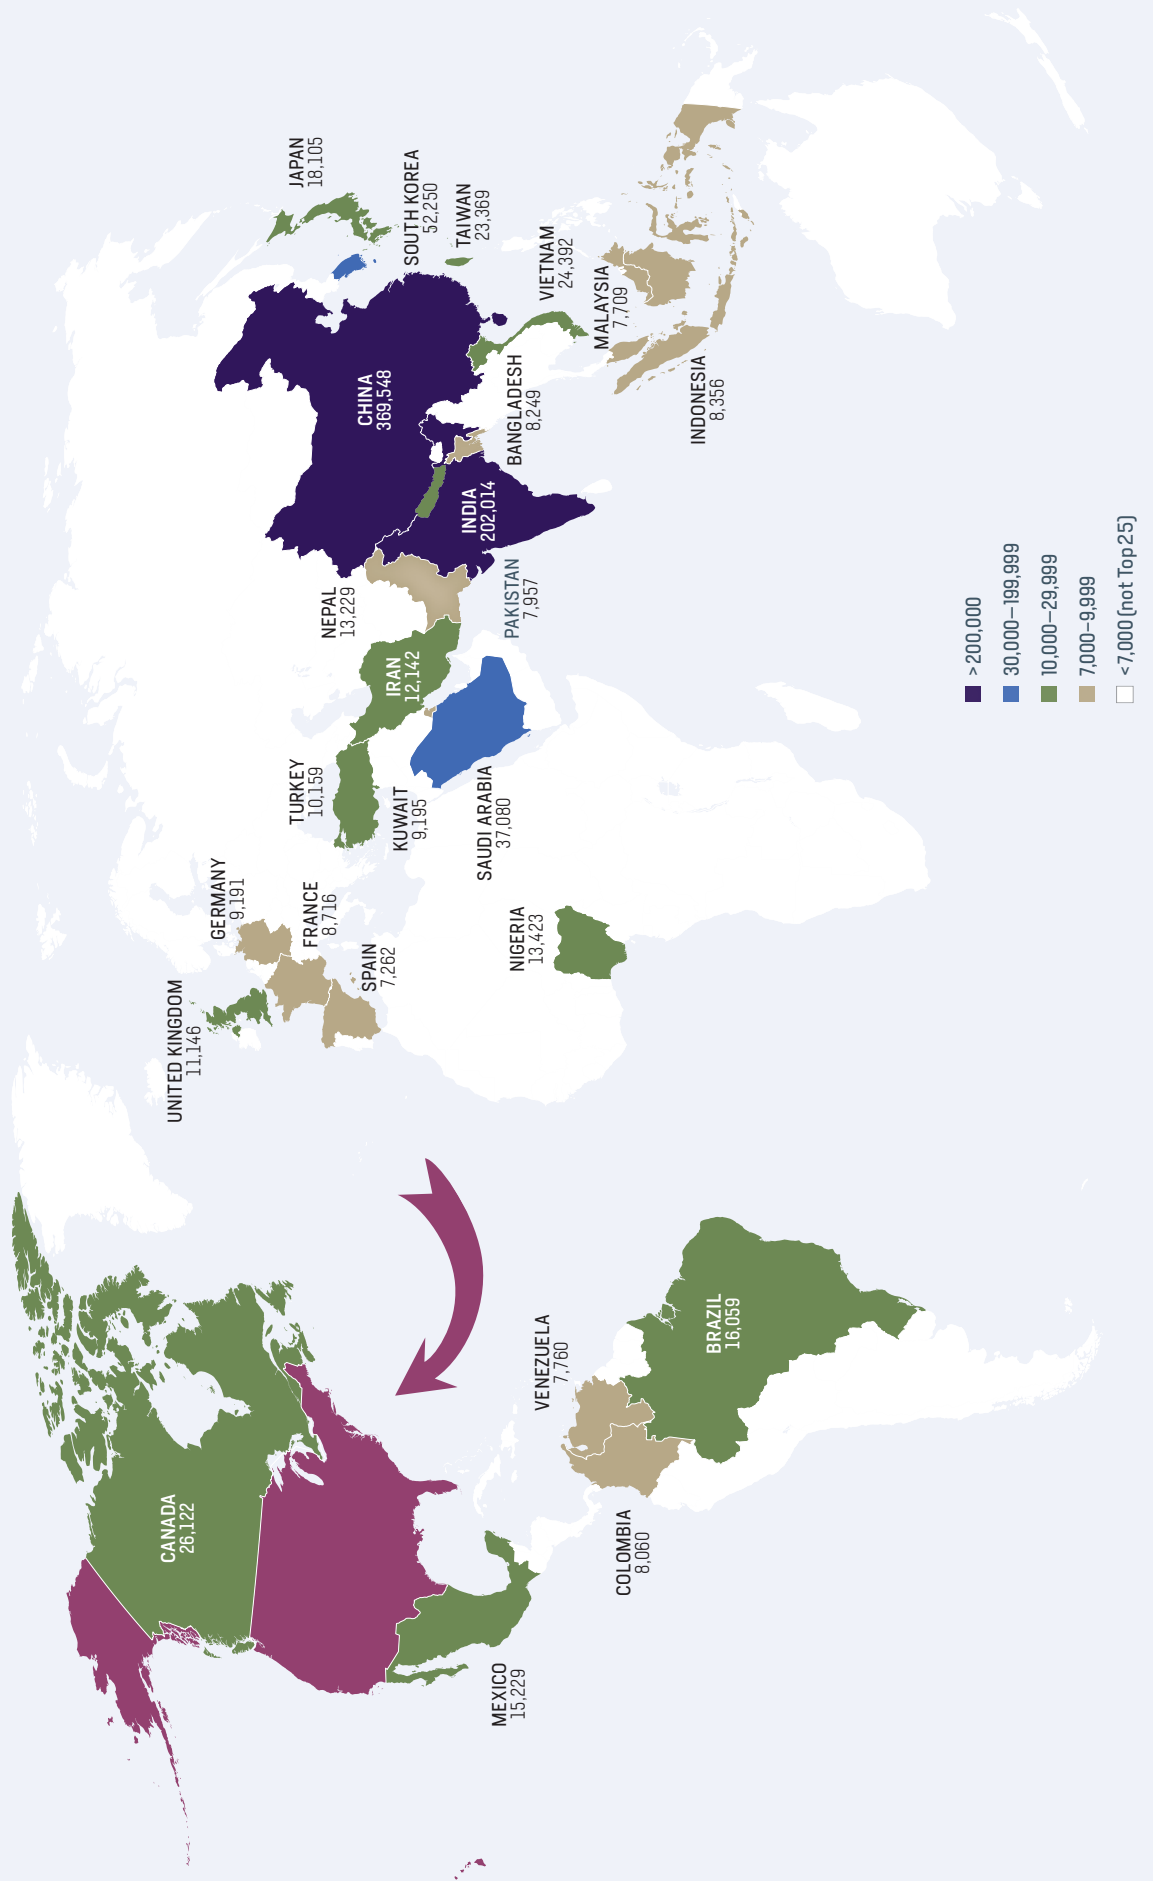 CANADA
26,122
MEXICO
15,229
COLOMBIA
8,060
VENEZUELA
7,760
BRAZIL
16,059
UNITED KINGDOM
11,146
GERMANY
9,191
FRANCE
8,716
SPAIN
7,262
NIGERIA
13,423
TURKEY
10,159
KUWAIT
9,195
SAUDI ARABIA
37,080
IRAN
12,142
NEPAL
13,229
PAKISTAN
7,957
INDIA
202,014
CHINA
369,548
BANGLADESH
8,249
INDONESIA
8,356
MALAYSIA
7,709
VIETNAM
24,392
TAIWAN
23,369
SOUTH KOREA
52,250
JAPAN
18,105
> 200,000
30,000–199,999
10,000–29,999
7,000–9,999
<7,000 (not Top 25)